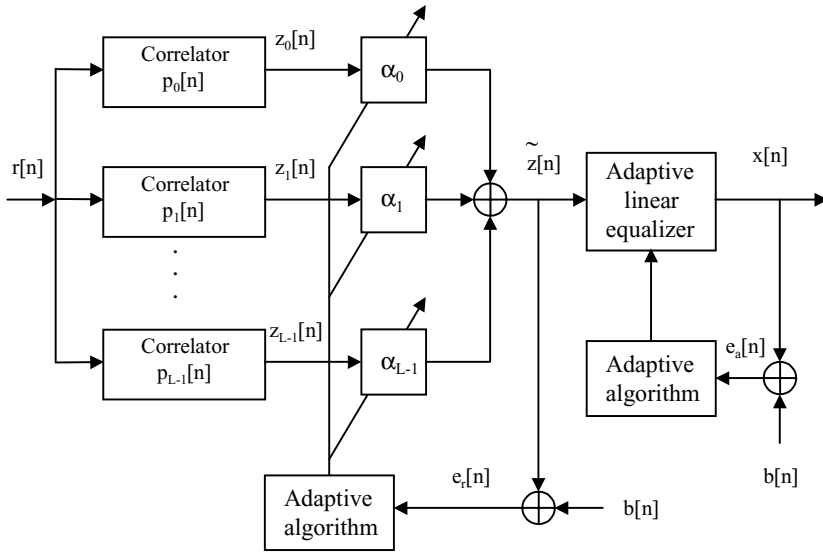 z₀[n]
Correlator
p₀[n]
α₀
r[n]
z₁[n]
Correlator
p₁[n]
α₁
~
z[n]
Adaptive
linear
equalizer
x[n]
.
.
.
z_{L-1}[n]
Correlator
p_{L-1}[n]
α_{L-1}
Adaptive
algorithm
eₐ[n]
b[n]
Adaptive
algorithm
eᵣ[n]
b[n]